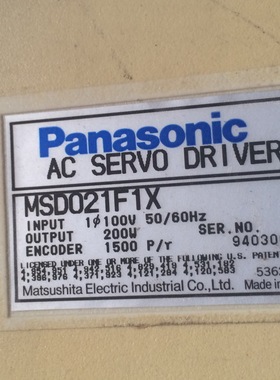 Panasonic
AC SERVO DRIVER
MSD021F1X
INPUT 1φ100V 50/60Hz
OUTPUT 200W SER.NO.
ENCODER 1500 P/r 94030
LICENSED UNDER ONE OR MORE OF THE FOLLOWING U.S. PATENT
Matsushita Electric Industrial Co.,Ltd. Made in